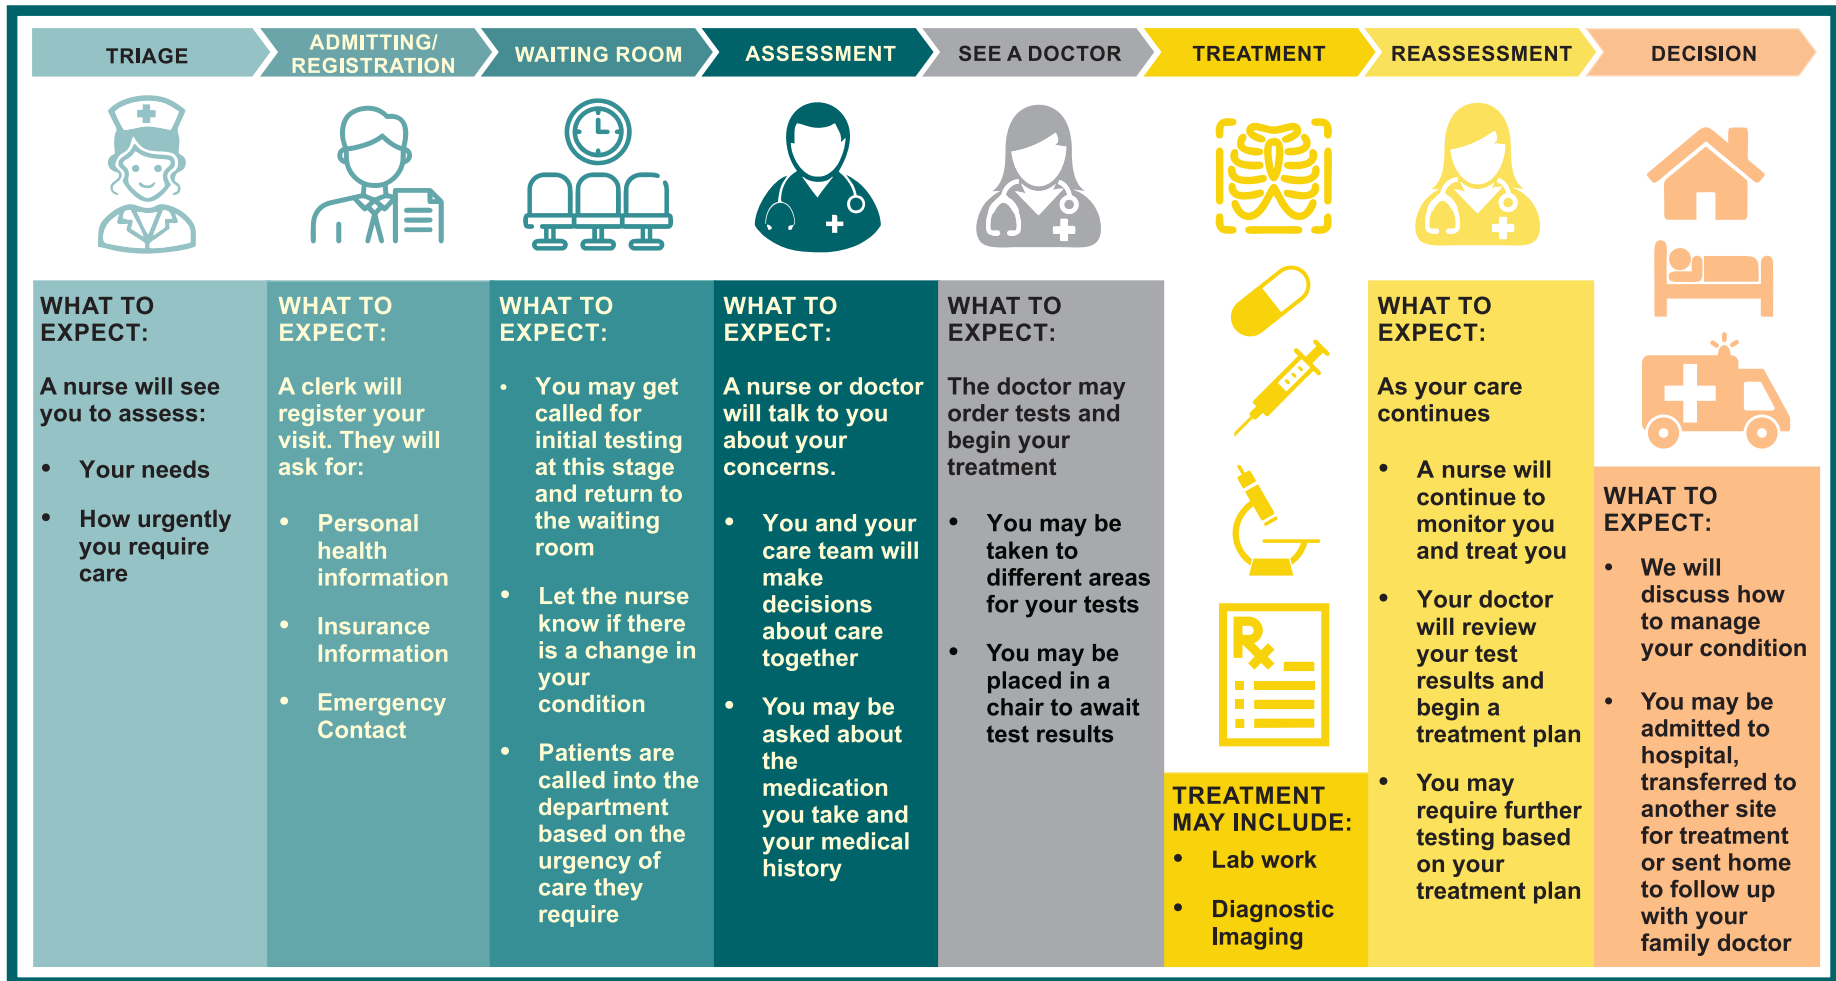 TRIAGE
ADMITTING/
REGISTRATION
WAITING ROOM
ASSESSMENT
SEE A DOCTOR
TREATMENT
REASSESSMENT
DECISION
WHAT TO
EXPECT:
A nurse will see
you to assess:
• Your needs
• How urgently
you require
care
WHAT TO
EXPECT:
A clerk will
register your
visit. They will
ask for:
• Personal
health
information
• Insurance
Information
• Emergency
Contact
WHAT TO
EXPECT:
• You may get
called for
initial testing
at this stage
and return to
the waiting
room
• Let the nurse
know if there
is a change in
your
condition
• Patients are
called into the
department
based on the
urgency of
care they
require
WHAT TO
EXPECT:
A nurse or doctor
will talk to you
about your
concerns.
• You and your
care team will
make
decisions
about care
together
• You may be
asked about
the
medication
you take and
your medical
history
WHAT TO
EXPECT:
The doctor may
order tests and
begin your
treatment
• You may be
taken to
different areas
for your tests
• You may be
placed in a
chair to await
test results
Rx
TREATMENT
MAY INCLUDE:
• Lab work
• Diagnostic
Imaging
WHAT TO
EXPECT:
As your care
continues
• A nurse will
continue to
monitor you
and treat you
• Your doctor
will review
your test
results and
begin a
treatment plan
• You may
require further
testing based
on your
treatment plan
WHAT TO
EXPECT:
• We will
discuss how
to manage
your condition
• You may be
admitted to
hospital,
transferred to
another site
for treatment
or sent home
to follow up
with your
family doctor